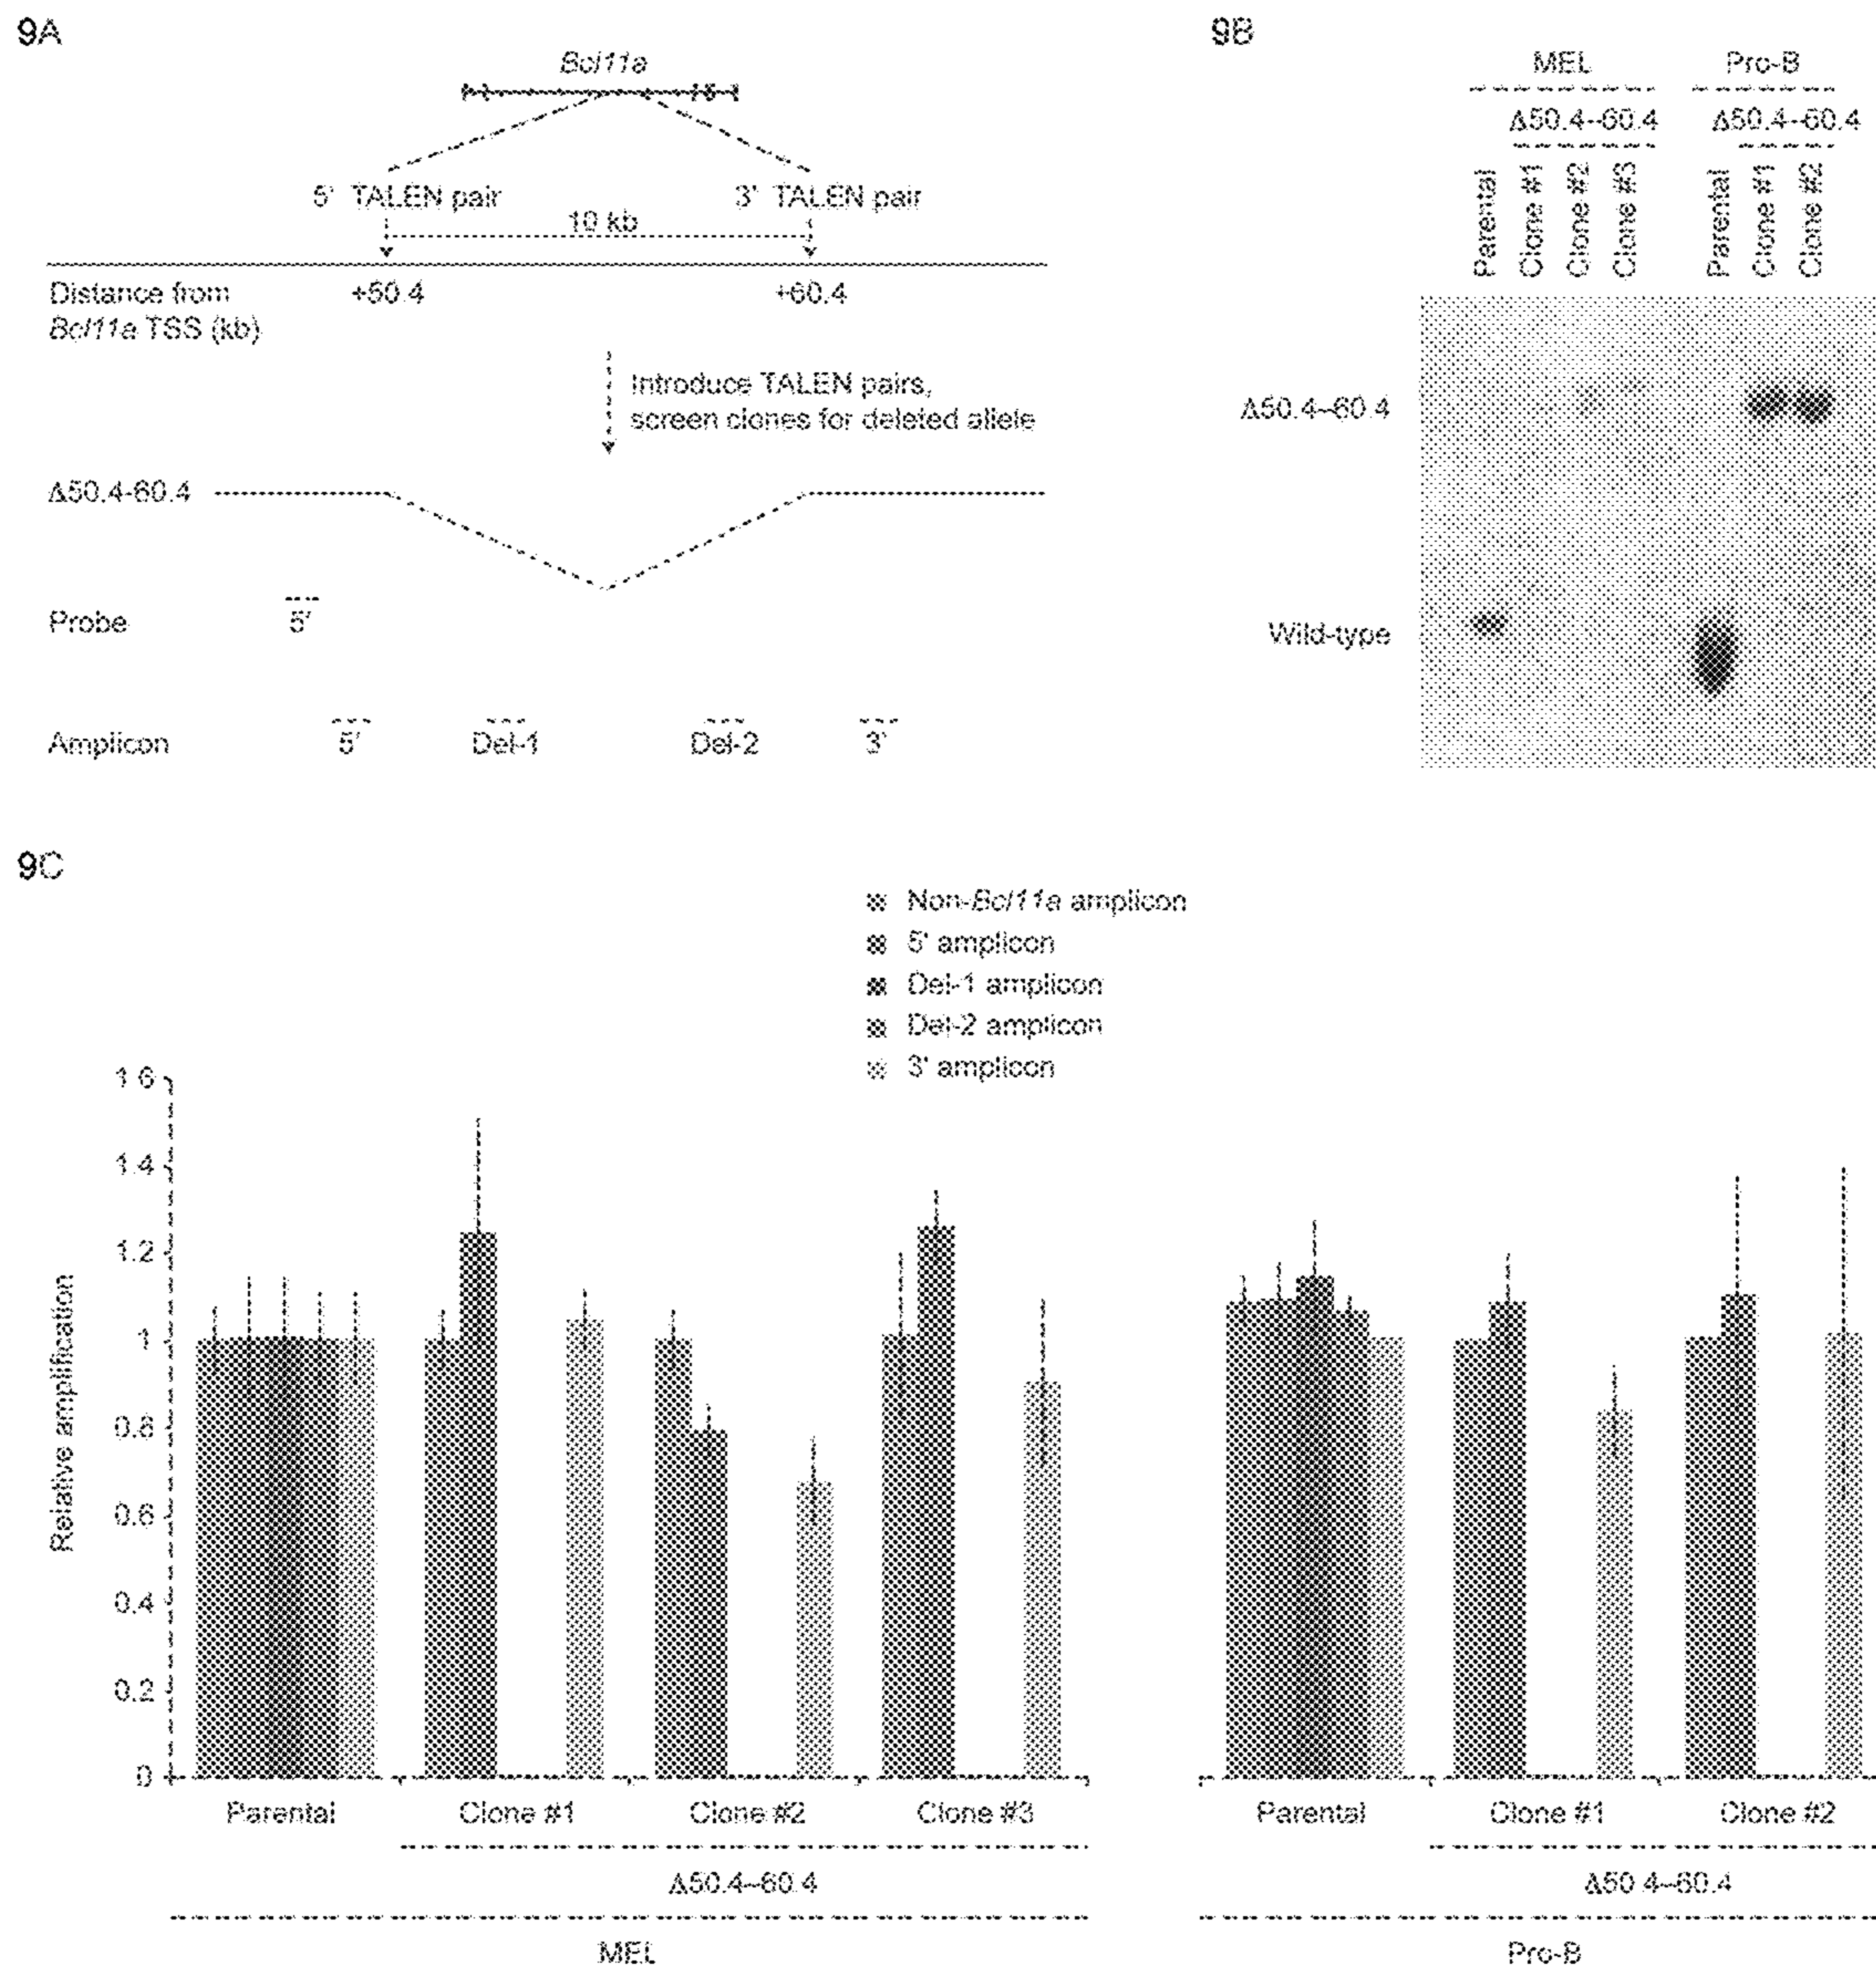 9A
Bcl11a
5' TALEN pair
3' TALEN pair
10 kb
Distance from
Bcl11a TSS (kb)
+50.4
+60.4
Introduce TALEN pairs,
screen clones for deleted allele
Δ50.4-60.4
Probe
5'
Amplicon
5'
Del-1
Del-2
3'
9B
MEL
Pro-B
Δ50.4-60.4
Δ50.4-60.4
Parental
Clone #1
Clone #2
Clone #3
Parental
Clone #1
Clone #2
Δ50.4-60.4
Wild-type
9C
Non-Bcl11a amplicon
5' amplicon
Del-1 amplicon
Del-2 amplicon
3' amplicon
Relative amplification
1.6
1.4
1.2
1
0.8
0.6
0.4
0.2
0
Parental
Clone #1
Clone #2
Clone #3
Parental
Clone #1
Clone #2
Δ50.4-60.4
Δ50.4-60.4
MEL
Pro-B